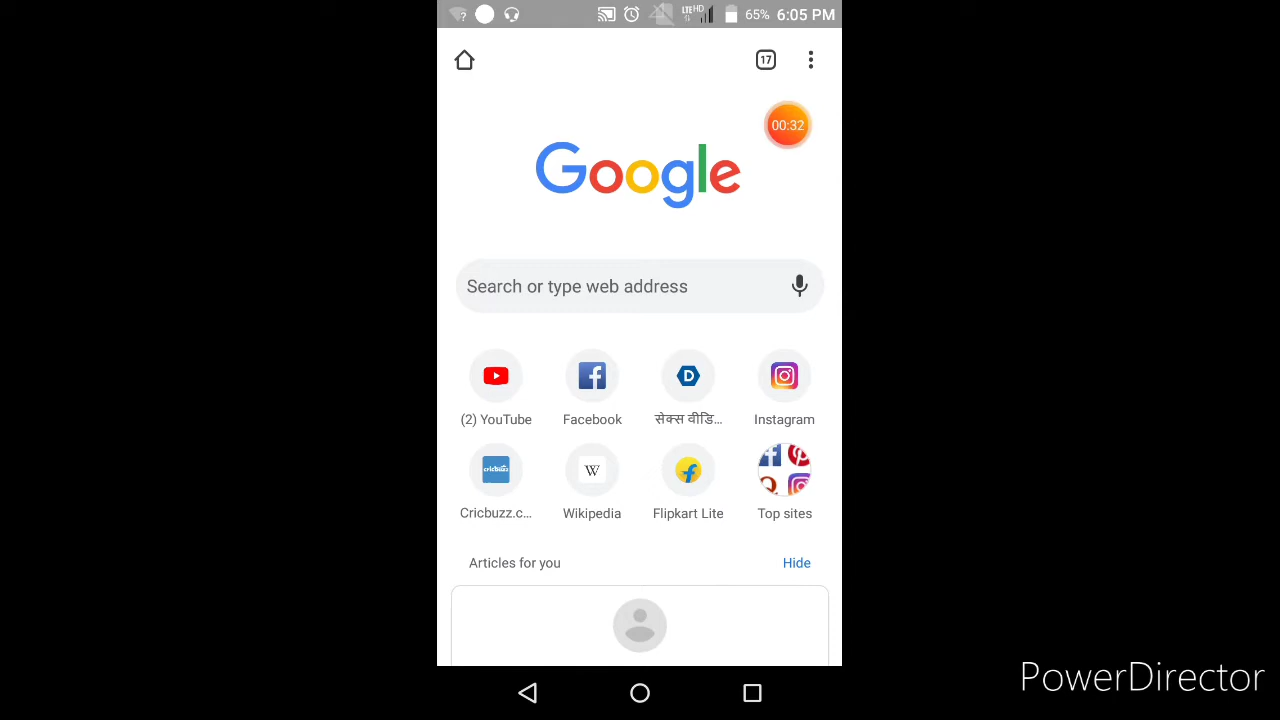 65% 6:05 PM
17
00:32
Google
Search or type web address
(2) YouTube
Facebook
सेक्स वीडि...
Instagram
Cricbuzz.c...
Wikipedia
Flipkart Lite
Top sites
Articles for you
Hide
PowerDirector